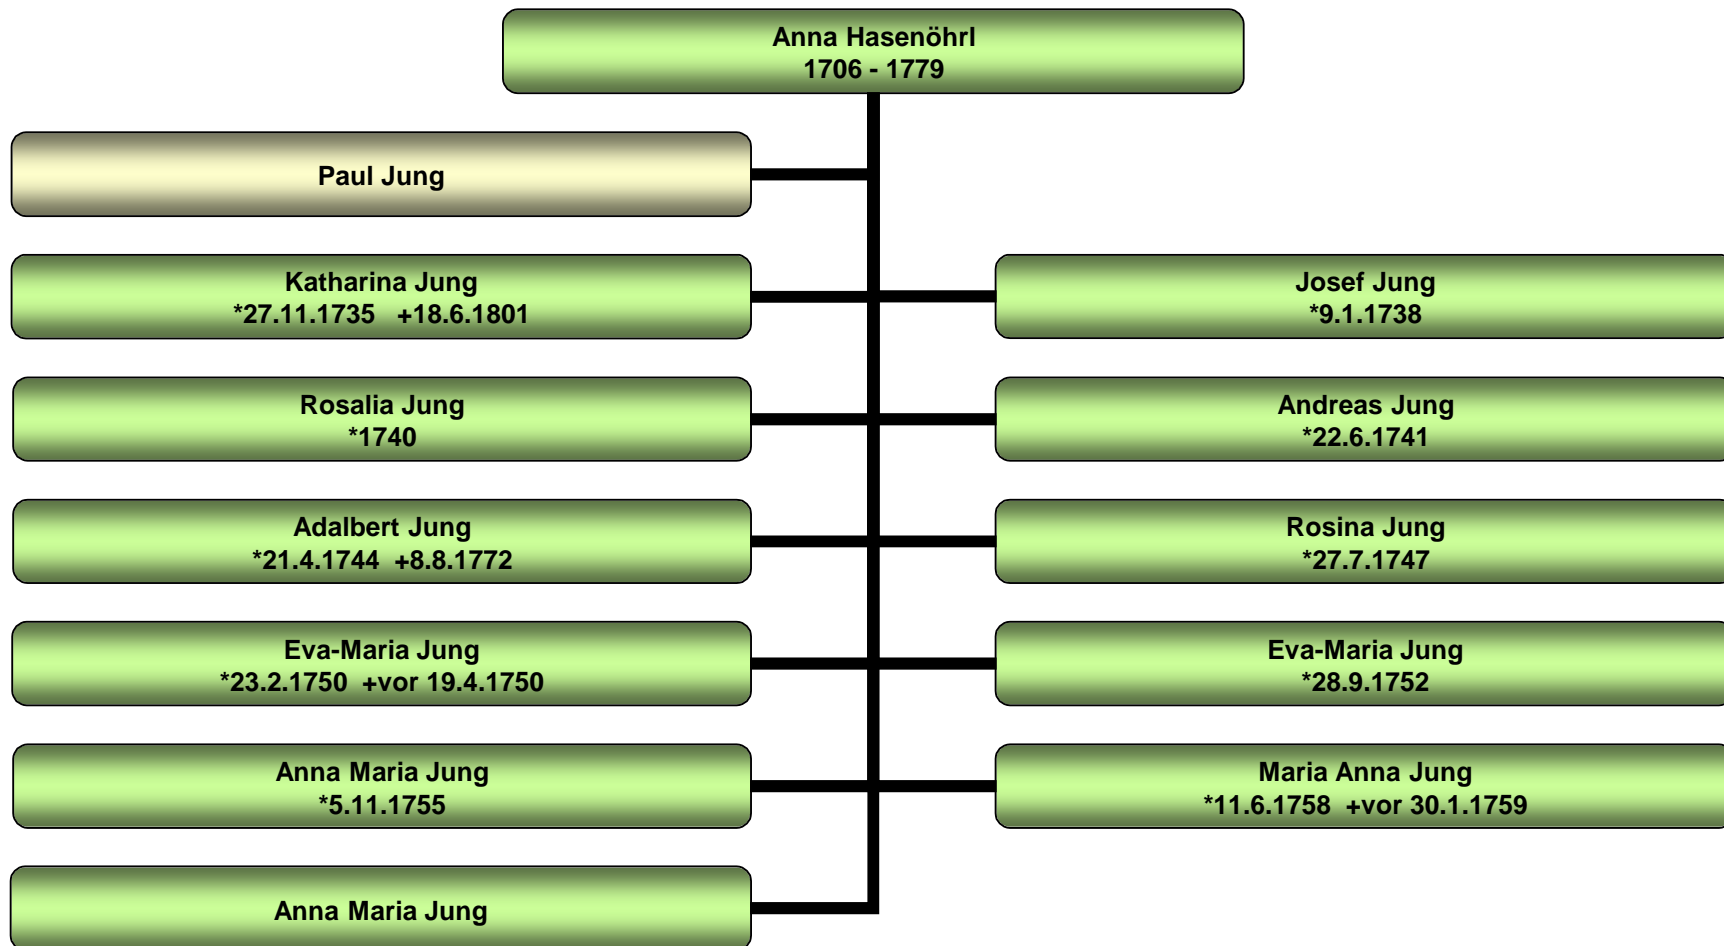 Anna Hasenöhrl
1706 - 1779
Paul Jung
Katharina Jung
*27.11.1735   +18.6.1801
Josef Jung
*9.1.1738
Rosalia Jung
*1740
Andreas Jung
*22.6.1741
Adalbert Jung
*21.4.1744  +8.8.1772
Rosina Jung
*27.7.1747
Eva-Maria Jung
*23.2.1750  +vor 19.4.1750
Eva-Maria Jung
*28.9.1752
Anna Maria Jung
*5.11.1755
Maria Anna Jung
*11.6.1758  +vor 30.1.1759
Anna Maria Jung